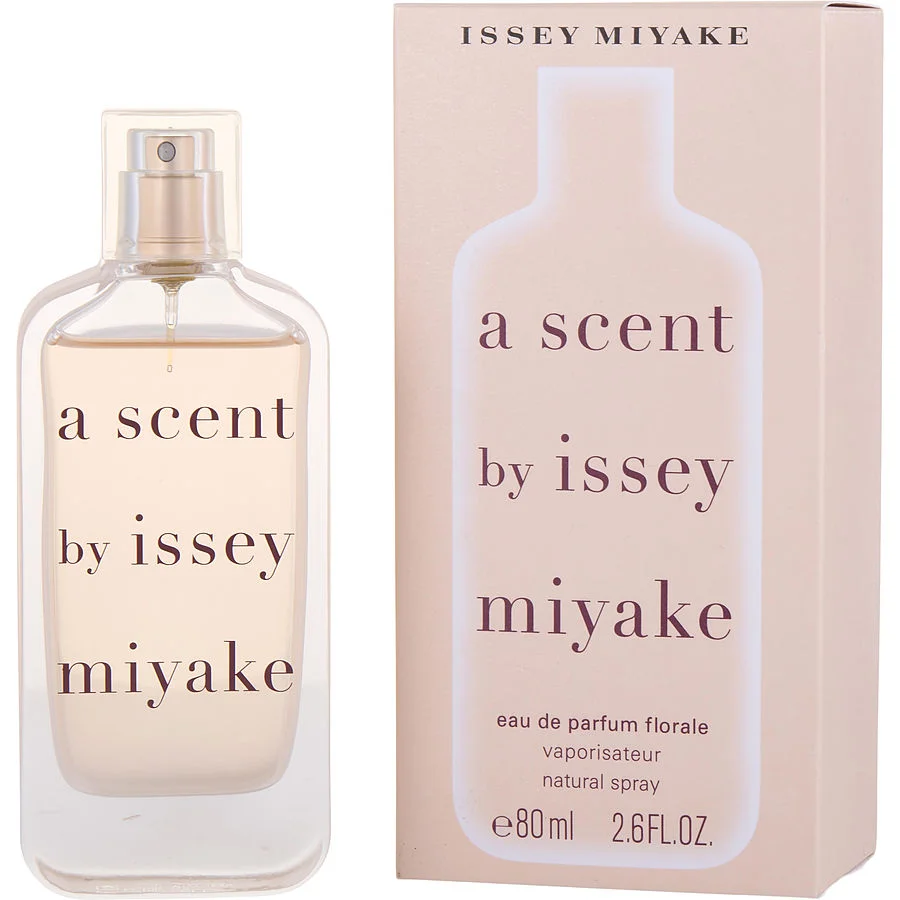 a scent
by issey
miyake
ISSEY MIYAKE
a scent
by issey
miyake
eau de parfum florale
vaporisateur
natural spray
℮80ml 2.6FL.OZ.